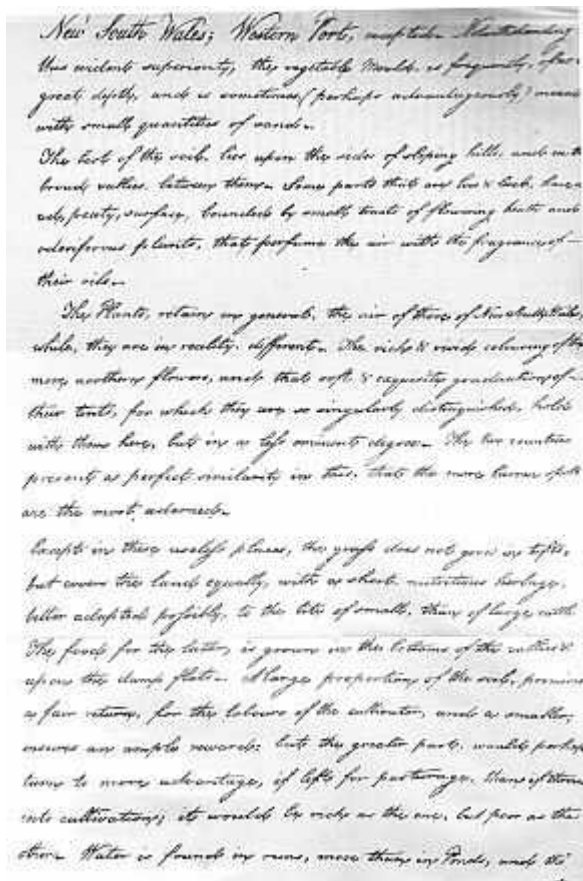 New South Wales; Western Port, excepted. Notwithstanding
this evident superiority, the vegetable mould, is frequently, of no
great depth, and is sometimes (perhaps advantageously) mixed
with small quantities of sand.
The best of the soil, lies upon the sides of sloping hills, and in the
broad vallies between them. Some parts that are low & level, have a
wet, peaty, surface, bounded by small tracts of flowering heath and
odoriferous plants, that perfume the air with the fragrance of
their oils.
The Plants, retain in general, the air of those of New South Wales,
while, they are in reality different. The rich & vivid colouring of the
more northern flowers, and that soft & exquisite graduation of
their tints, for which they are so singularly distinguished, holds
with them here, but in a less eminent degree. The two countries
present a perfect similarity in this, that the more barren spots
are the most adorned.
Except in these useless places, the grass does not grow in tufts,
but covers the land equally, with a short nutritious herbage,
better adapted possibly, to the bite of small, than of large cattle.
The food for the latter, is grown in the bottoms of the vallies &
upon the damp flats. A large proportion of the soil, promises
a fair return, for the labours of the cultivator, and a smaller,
ensures an ample reward: but the greater part, would perhaps
turn to more advantage, if left for pasturage, than if thrown
into cultivation; it would be rich as the one, but poor as the
other. Water is found in runs, more than in Ponds, and tho'